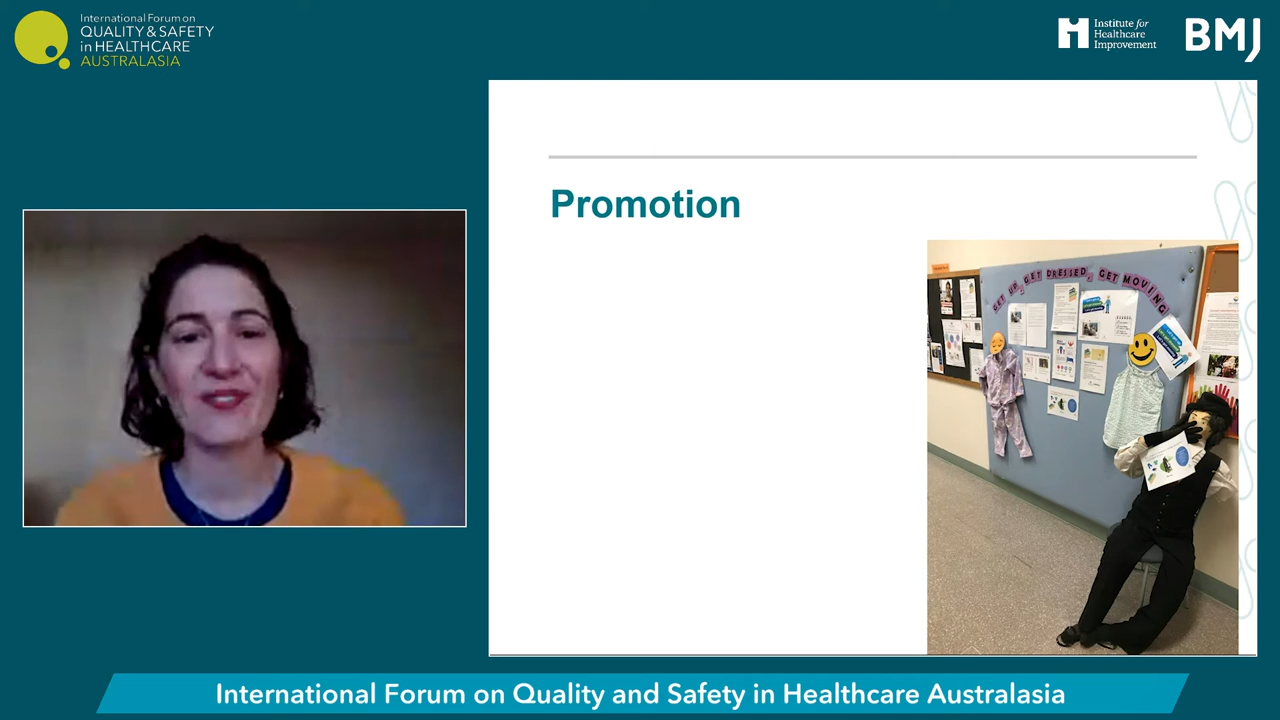 International Forum on
QUALITY & SAFETY
in HEALTHCARE
AUSTRALASIA
Institute for
Healthcare
Improvement
BMJ
Promotion
GET UP, GET DRESSED, GET MOVING
International Forum on Quality and Safety in Healthcare Australasia